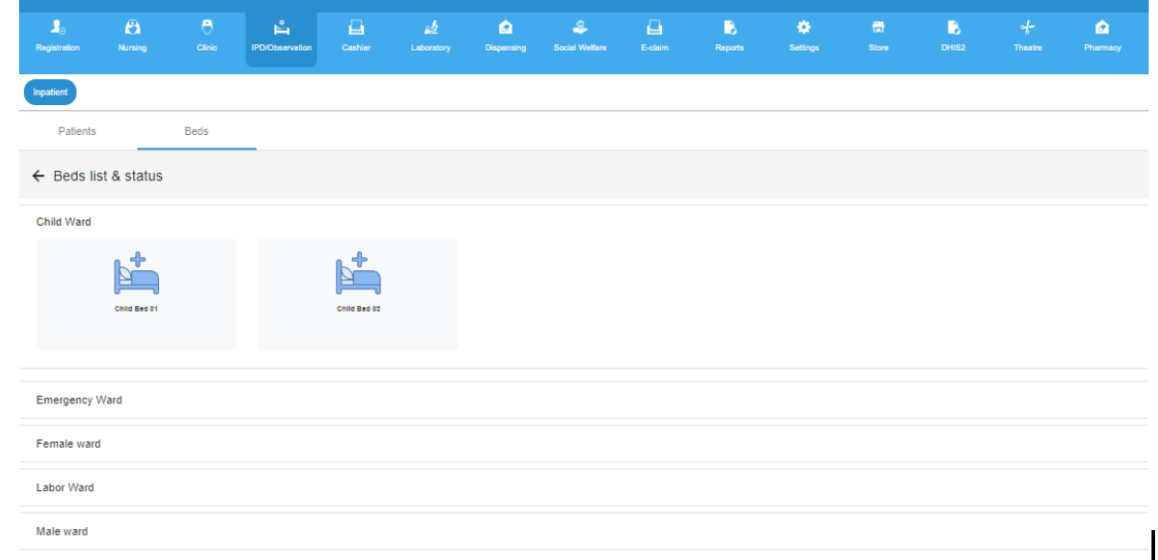 Registration Nursing Clinic IPD/Observation Cashier Laboratory Dispensing Social Welfare E-claim Reports Settings Store DHIS2 Theatre Pharmacy
Inpatient
Patients Beds
Beds list & status
Child Ward
Child Bed 01 Child Bed 02
Emergency Ward
Female ward
Labor Ward
Male ward